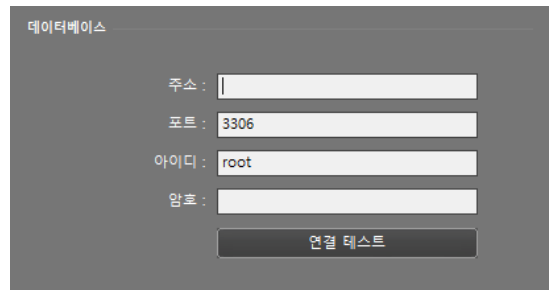 데이터베이스
주소 :
포트 : 3306
아이디 : root
암호 :
연결 테스트